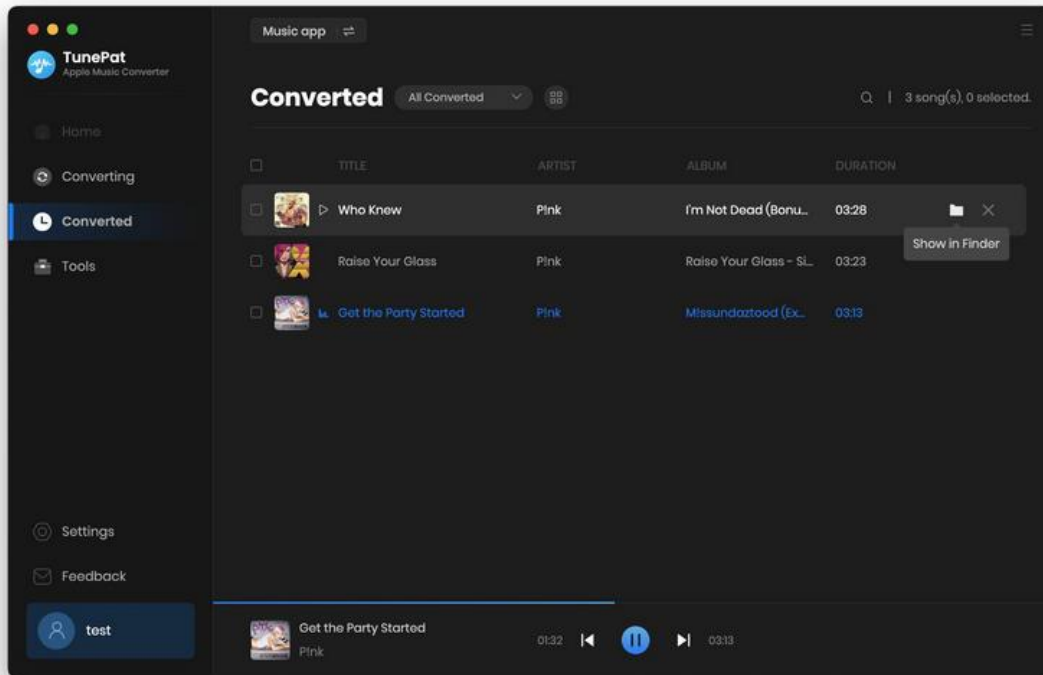 Music app
TunePat
Apple Music Converter
Converted
All Converted
3 song(s), 0 selected.
Home
Converting
Converted
Tools
TITLE ARTIST ALBUM DURATION
Who Knew P!nk I'm Not Dead (Bonu... 03:28
Show in Finder
Raise Your Glass P!nk Raise Your Glass - Si... 03:23
Get the Party Started P!nk M!ssundaztood (Ex... 03:13
Settings
Feedback
test
Get the Party Started
P!nk
01:32
03:13